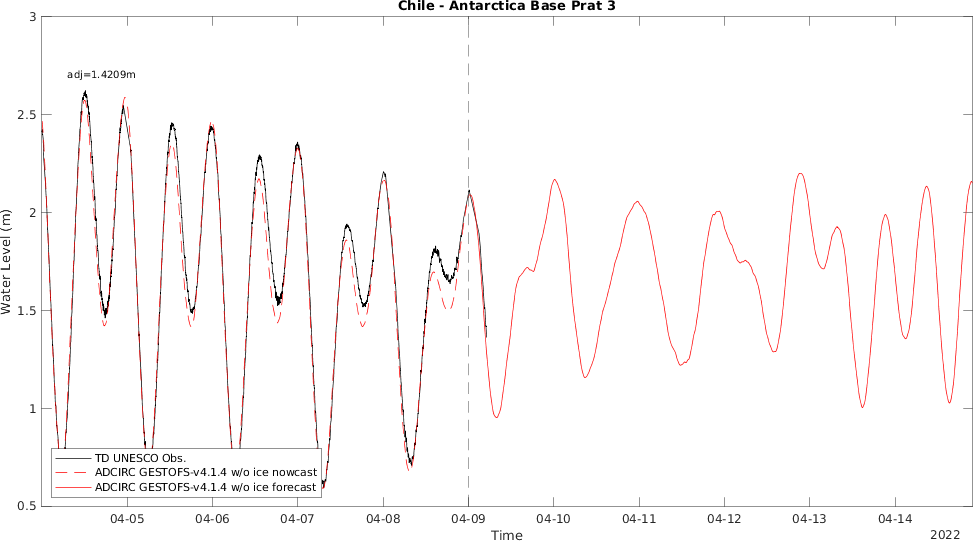 Chile - Antarctica Base Prat 3
3
adj=1.4209m
2.5
2
Water Level (m)
1.5
1
TD UNESCO Obs.
ADCIRC GESTOFS-v4.1.4 w/o ice nowcast
ADCIRC GESTOFS-v4.1.4 w/o ice forecast
0.5
04-05 04-06 04-07 04-08 04-09 04-10 04-11 04-12 04-13 04-14
Time
2022